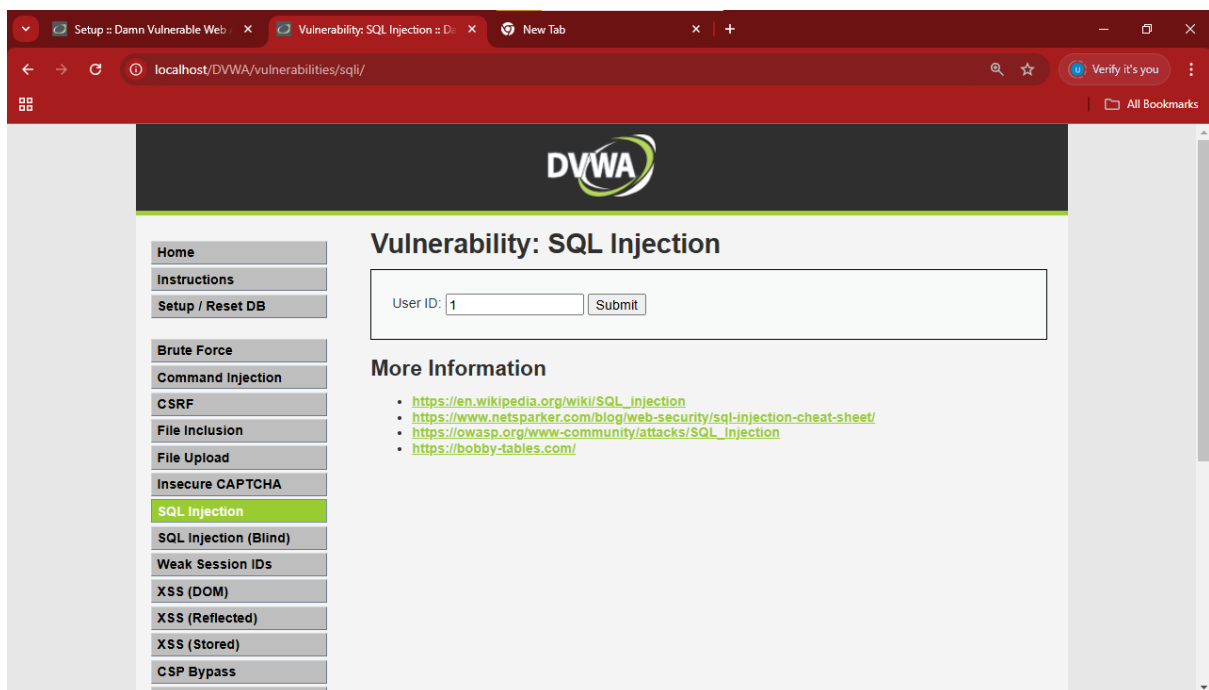 Setup :: Damn Vulnerable Web A
Vulnerability: SQL Injection :: Da
New Tab
localhost/DVWA/vulnerabilities/sqli/
Verify it's you
All Bookmarks
DVWA
Home
Instructions
Setup / Reset DB
Brute Force
Command Injection
CSRF
File Inclusion
File Upload
Insecure CAPTCHA
SQL Injection
SQL Injection (Blind)
Weak Session IDs
XSS (DOM)
XSS (Reflected)
XSS (Stored)
CSP Bypass
Vulnerability: SQL Injection
User ID: 1 Submit
More Information
https://en.wikipedia.org/wiki/SQL_injection
https://www.netsparker.com/blog/web-security/sql-injection-cheat-sheet/
https://owasp.org/www-community/attacks/SQL_Injection
https://bobby-tables.com/